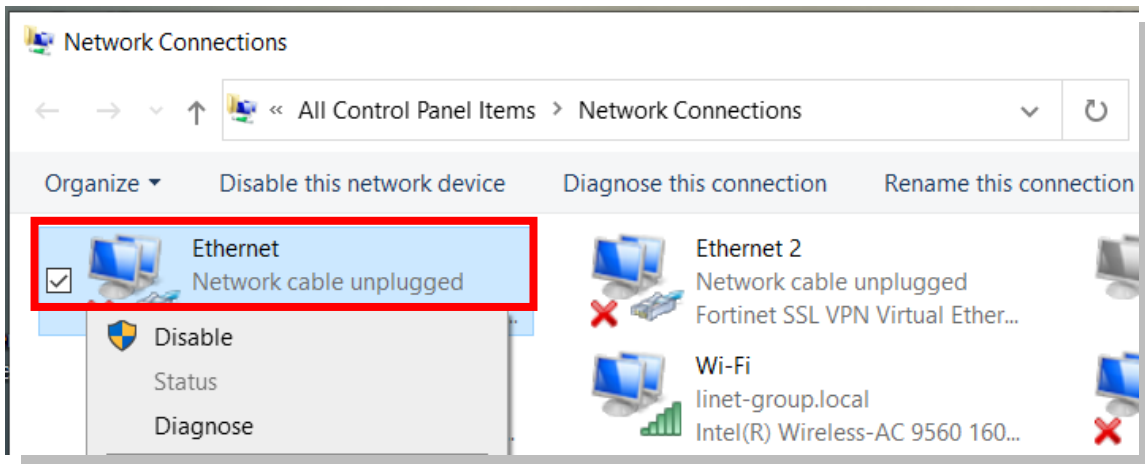 Network Connections
« All Control Panel Items > Network Connections
Organize Disable this network device Diagnose this connection Rename this connection
Ethernet
Network cable unplugged
Disable
Status
Diagnose
Ethernet 2
Network cable unplugged
Fortinet SSL VPN Virtual Ether...
Wi-Fi
linet-group.local
Intel(R) Wireless-AC 9560 160...